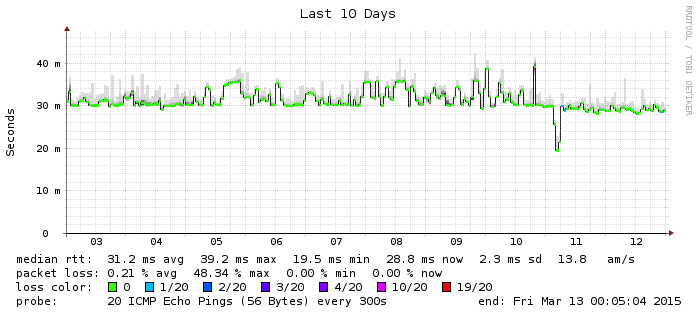 Last 10 Days
RRDTOOL / TOBI OETIKER
Seconds
40 m
30 m
20 m
10 m
0
03 04 05 06 07 08 09 10 11 12
median rtt: 31.2 ms avg 39.2 ms max 19.5 ms min 28.8 ms now 2.3 ms sd 13.8 am/s
packet loss: 0.21 % avg 48.34 % max 0.00 % min 0.00 % now
loss color: 0 1/20 2/20 3/20 4/20 10/20 19/20
probe: 20 ICMP Echo Pings (56 Bytes) every 300s end: Fri Mar 13 00:05:04 2015